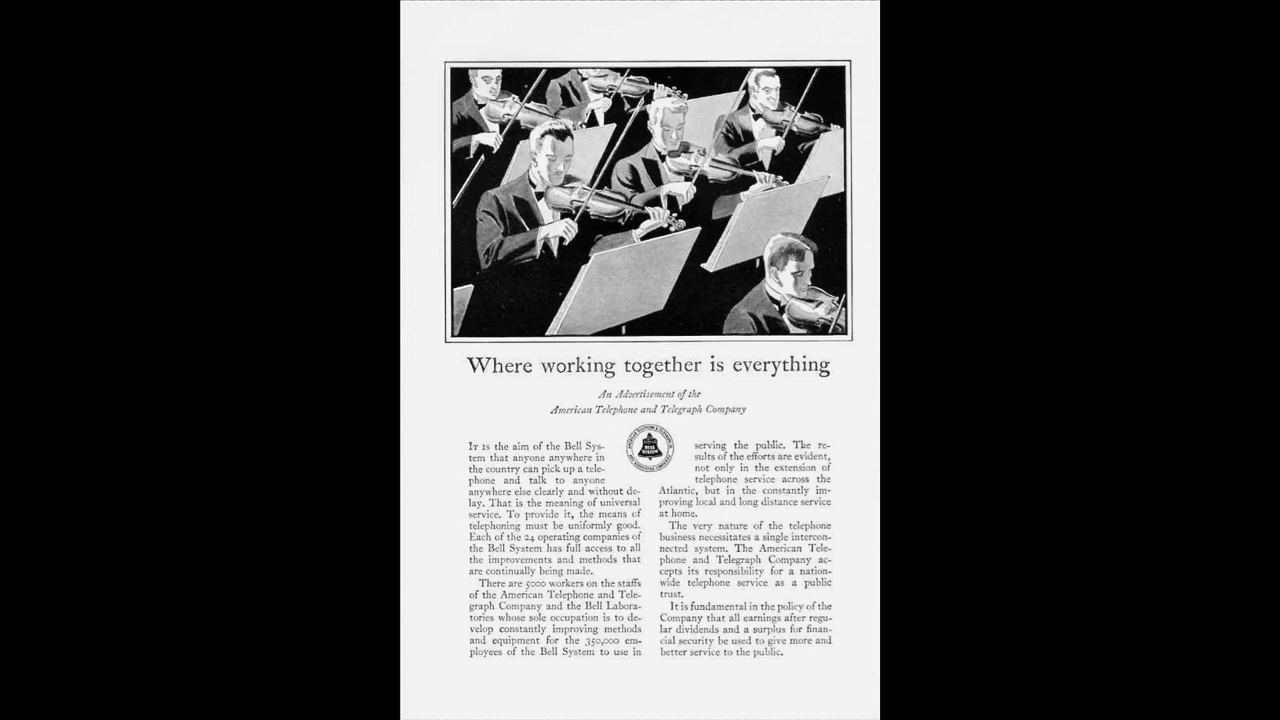 Where working together is everything
An Advertisement of the
American Telephone and Telegraph Company
BELL
SYSTEM
IT IS the aim of the Bell Sys-
tem that anyone anywhere in
the country can pick up a tele-
phone and talk to anyone
anywhere else clearly and without de-
lay. That is the meaning of universal
service. To provide it, the means of
telephoning must be uniformly good.
Each of the 24 operating companies of
the Bell System has full access to all
the improvements and methods that
are continually being made.
There are 5000 workers on the staffs
of the American Telephone and Tele-
graph Company and the Bell Labora-
tories whose sole occupation is to de-
velop constantly improving methods
and equipment for the 350,000 em-
ployees of the Bell System to use in
serving the public. The re-
sults of the efforts are evident,
not only in the extension of
telephone service across the
Atlantic, but in the constantly im-
proving local and long distance service
at home.
The very nature of the telephone
business necessitates a single intercon-
nected system. The American Tele-
phone and Telegraph Company ac-
cepts its responsibility for a nation-
wide telephone service as a public
trust.
It is fundamental in the policy of the
Company that all earnings after regu-
lar dividends and a surplus for finan-
cial security be used to give more and
better service to the public.